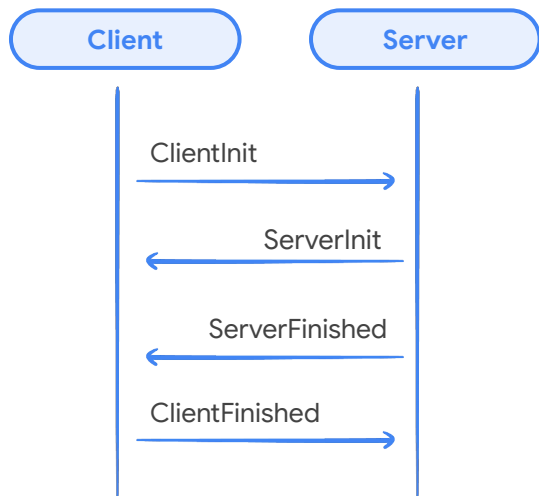 Client
Server
ClientInit
ServerInit
ServerFinished
ClientFinished